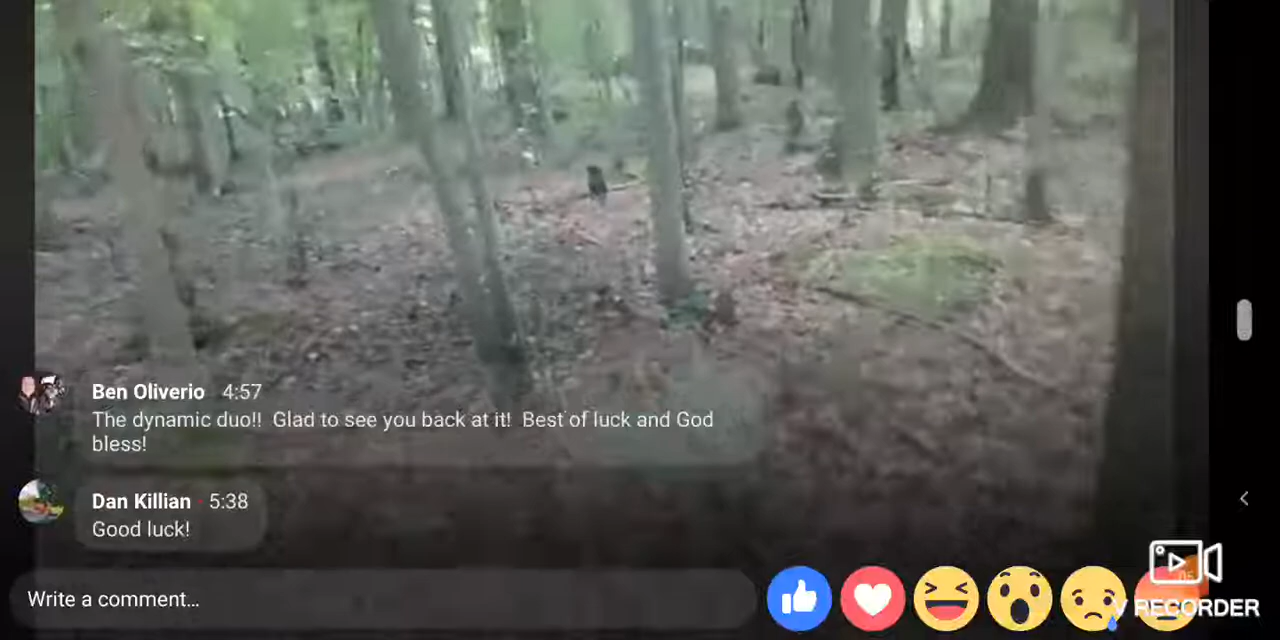 Ben Oliverio 4:57
The dynamic duo!! Glad to see you back at it! Best of luck and God
bless!
Dan Killian 5:38
Good luck!
Write a comment...
V RECORDER